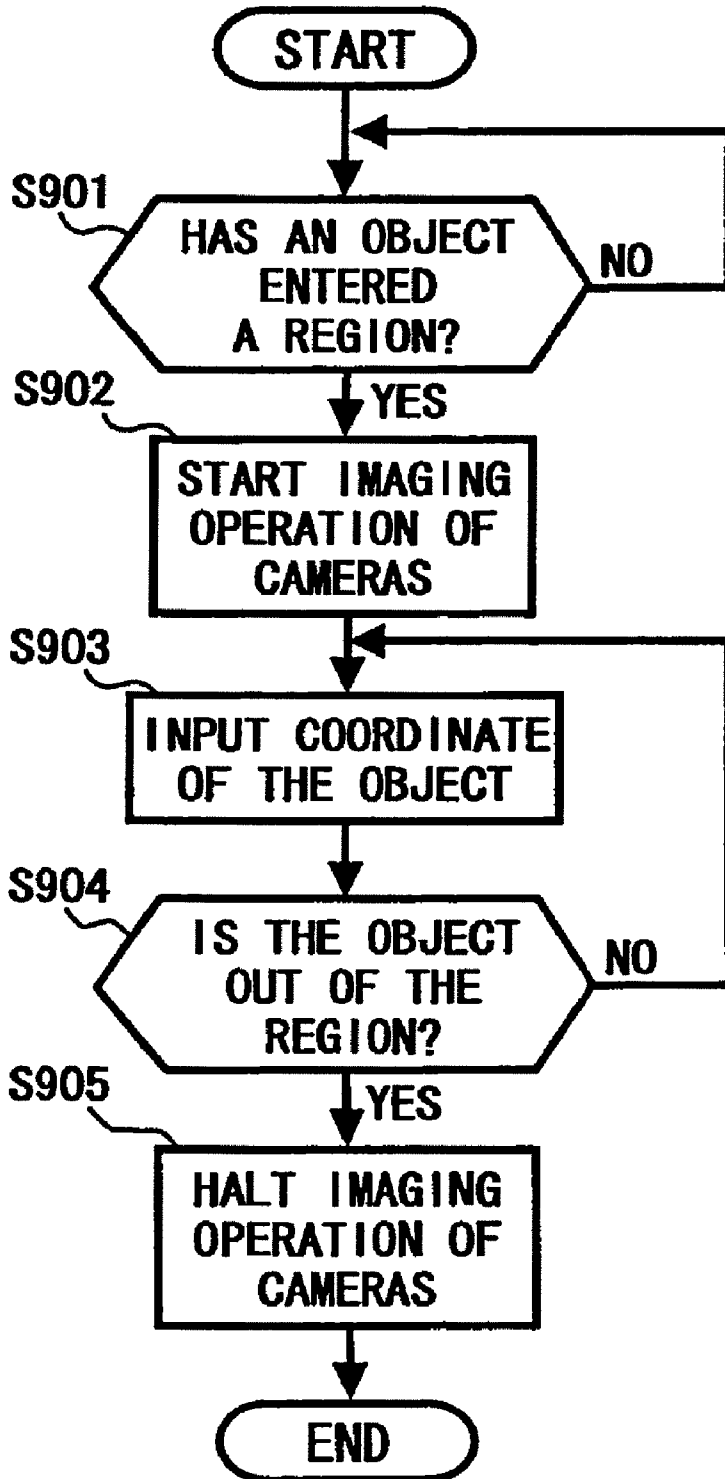 START
S901
HAS AN OBJECT
ENTERED
A REGION?
NO
S902
YES
START IMAGING
OPERATION OF
CAMERAS
S903
INPUT COORDINATE
OF THE OBJECT
S904
IS THE OBJECT
OUT OF THE
REGION?
NO
S905
YES
HALT IMAGING
OPERATION OF
CAMERAS
END